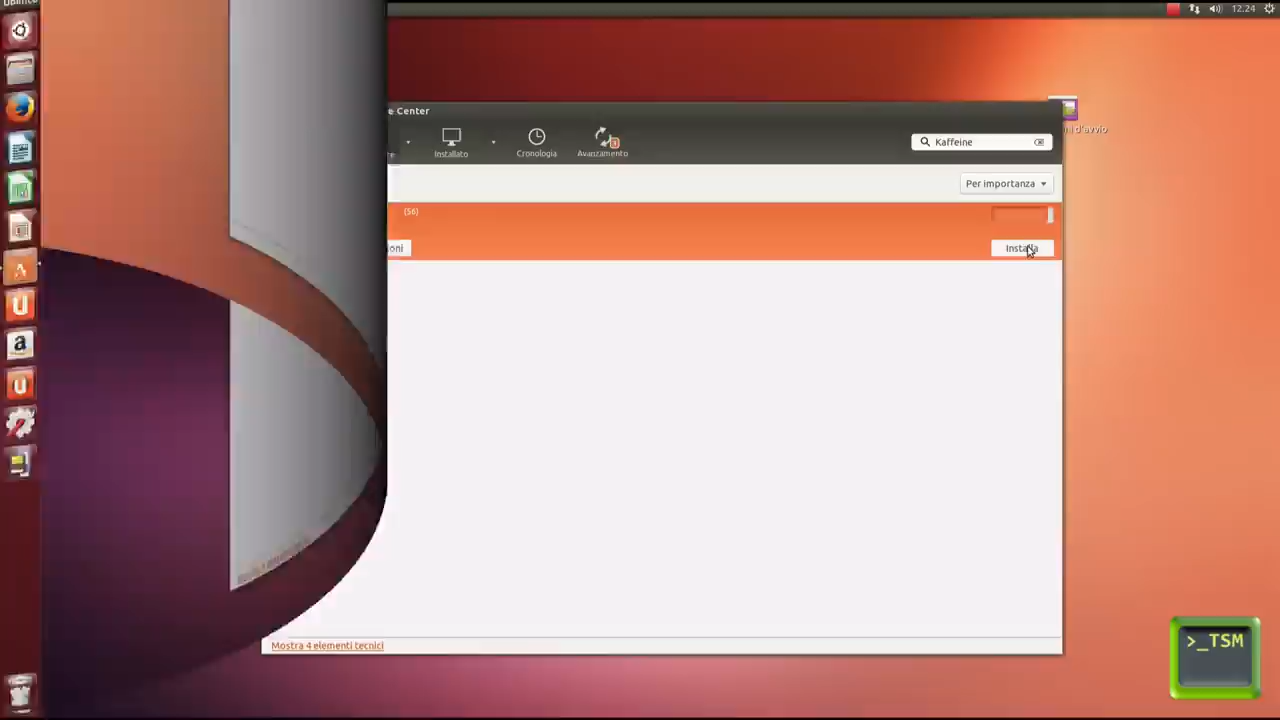 12.24
e Center
Installato
Cronologia
Avanzamento
Kaffeine
Per importanza
(56)
oni
Installa
Mostra 4 elementi tecnici
d'avvio
>_TSM